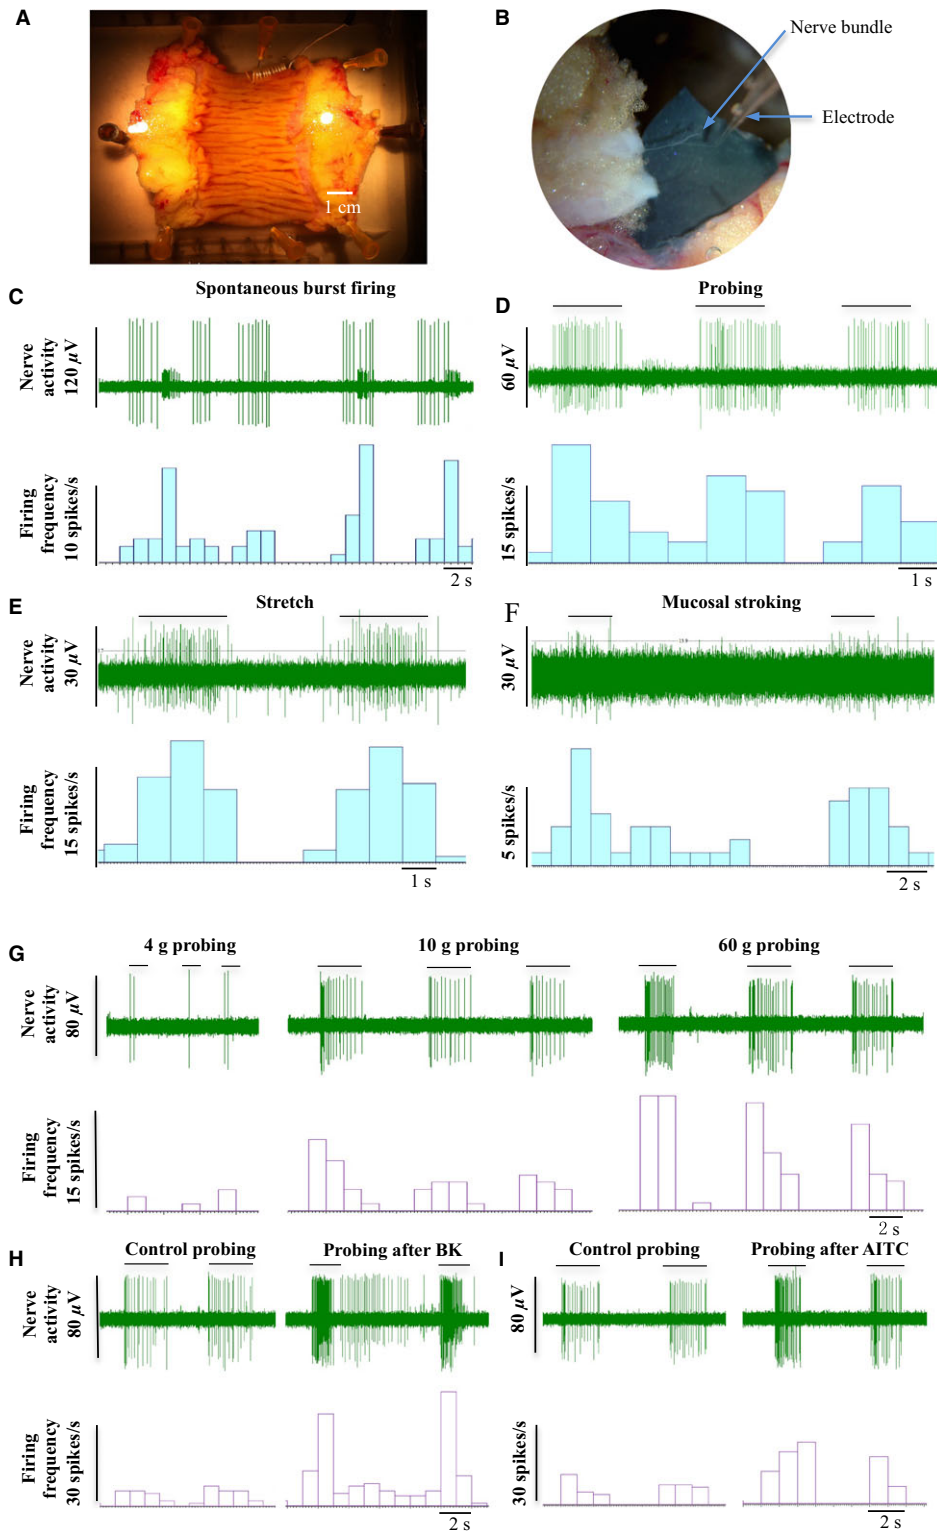 A
1 cm
B
Nerve bundle
Electrode
C
Spontaneous burst firing
Nerve
activity
120 μV
Firing
frequency
10 spikes/s
2 s
D
Probing
60 μV
15 spikes/s
1 s
E
Stretch
Nerve
activity
30 μV
Firing
frequency
15 spikes/s
1 s
F
Mucosal stroking
30 μV
5 spikes/s
2 s
G
4 g probing
10 g probing
60 g probing
Nerve
activity
80 μV
Firing
frequency
15 spikes/s
2 s
H
Control probing
Probing after BK
Nerve
activity
80 μV
Firing
frequency
30 spikes/s
2 s
I
Control probing
Probing after AITC
80 μV
30 spikes/s
2 s